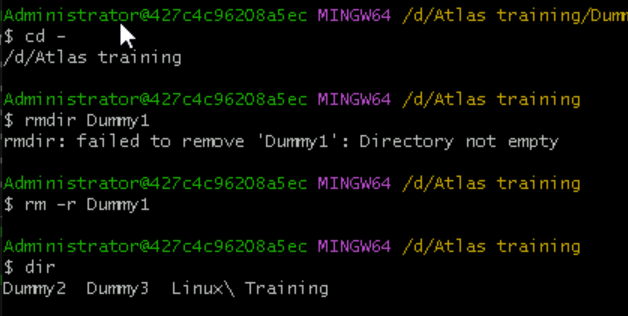 Administrator@427c4c96208a5ec MINGW64 /d/Atlas training/Dumm
$ cd -
/d/Atlas training
Administrator@427c4c96208a5ec MINGW64 /d/Atlas training
$ rmdir Dummy1
rmdir: failed to remove 'Dummy1': Directory not empty
Administrator@427c4c96208a5ec MINGW64 /d/Atlas training
$ rm -r Dummy1
Administrator@427c4c96208a5ec MINGW64 /d/Atlas training
$ dir
Dummy2  Dummy3  Linux\ Training